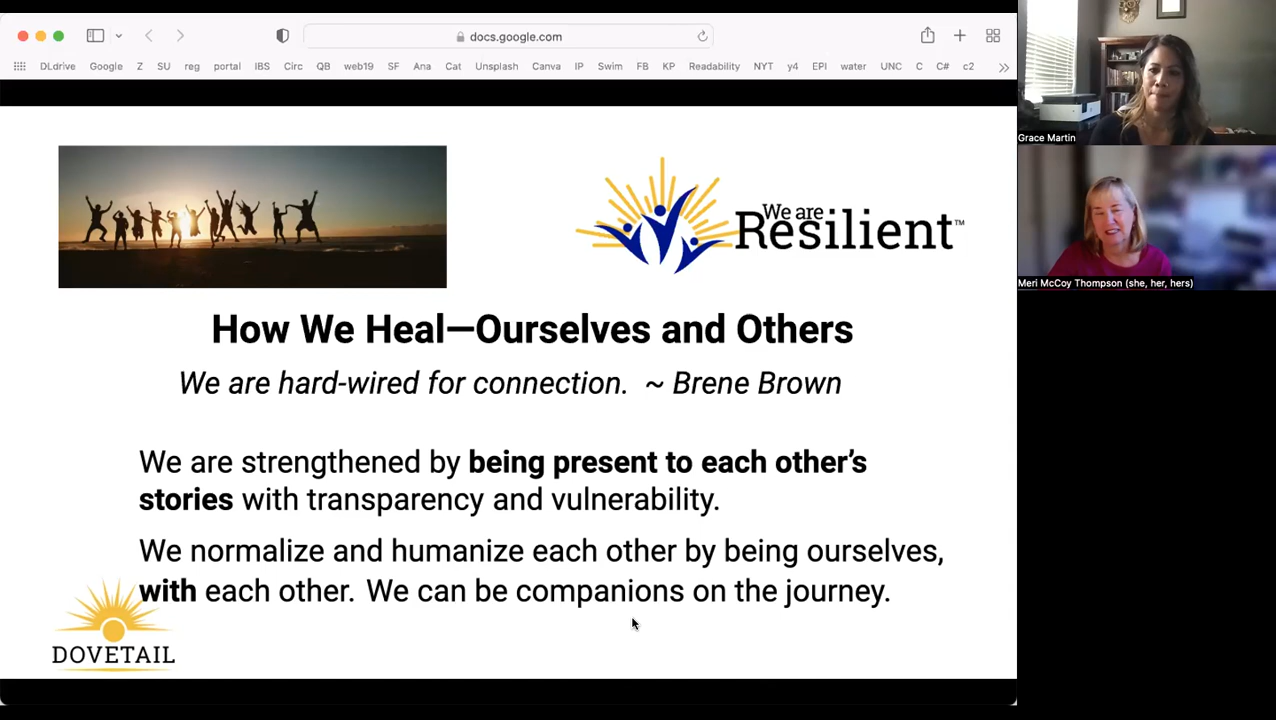 docs.google.com
DLdrive Google Z SU reg portal IBS Circ Q webst SF Ards Cat Unsplash Canva IP Swim FB KP Readability NYT y4 EPI water UNC C C# c2
Grace Martin
Meri McCoy Thompson (she, her, hers)
We are
Resilient™
How We Heal—Ourselves and Others
We are hard-wired for connection. ~ Brene Brown
We are strengthened by being present to each other's
stories with transparency and vulnerability.
We normalize and humanize each other by being ourselves,
with each other. We can be companions on the journey.
DOVETAIL